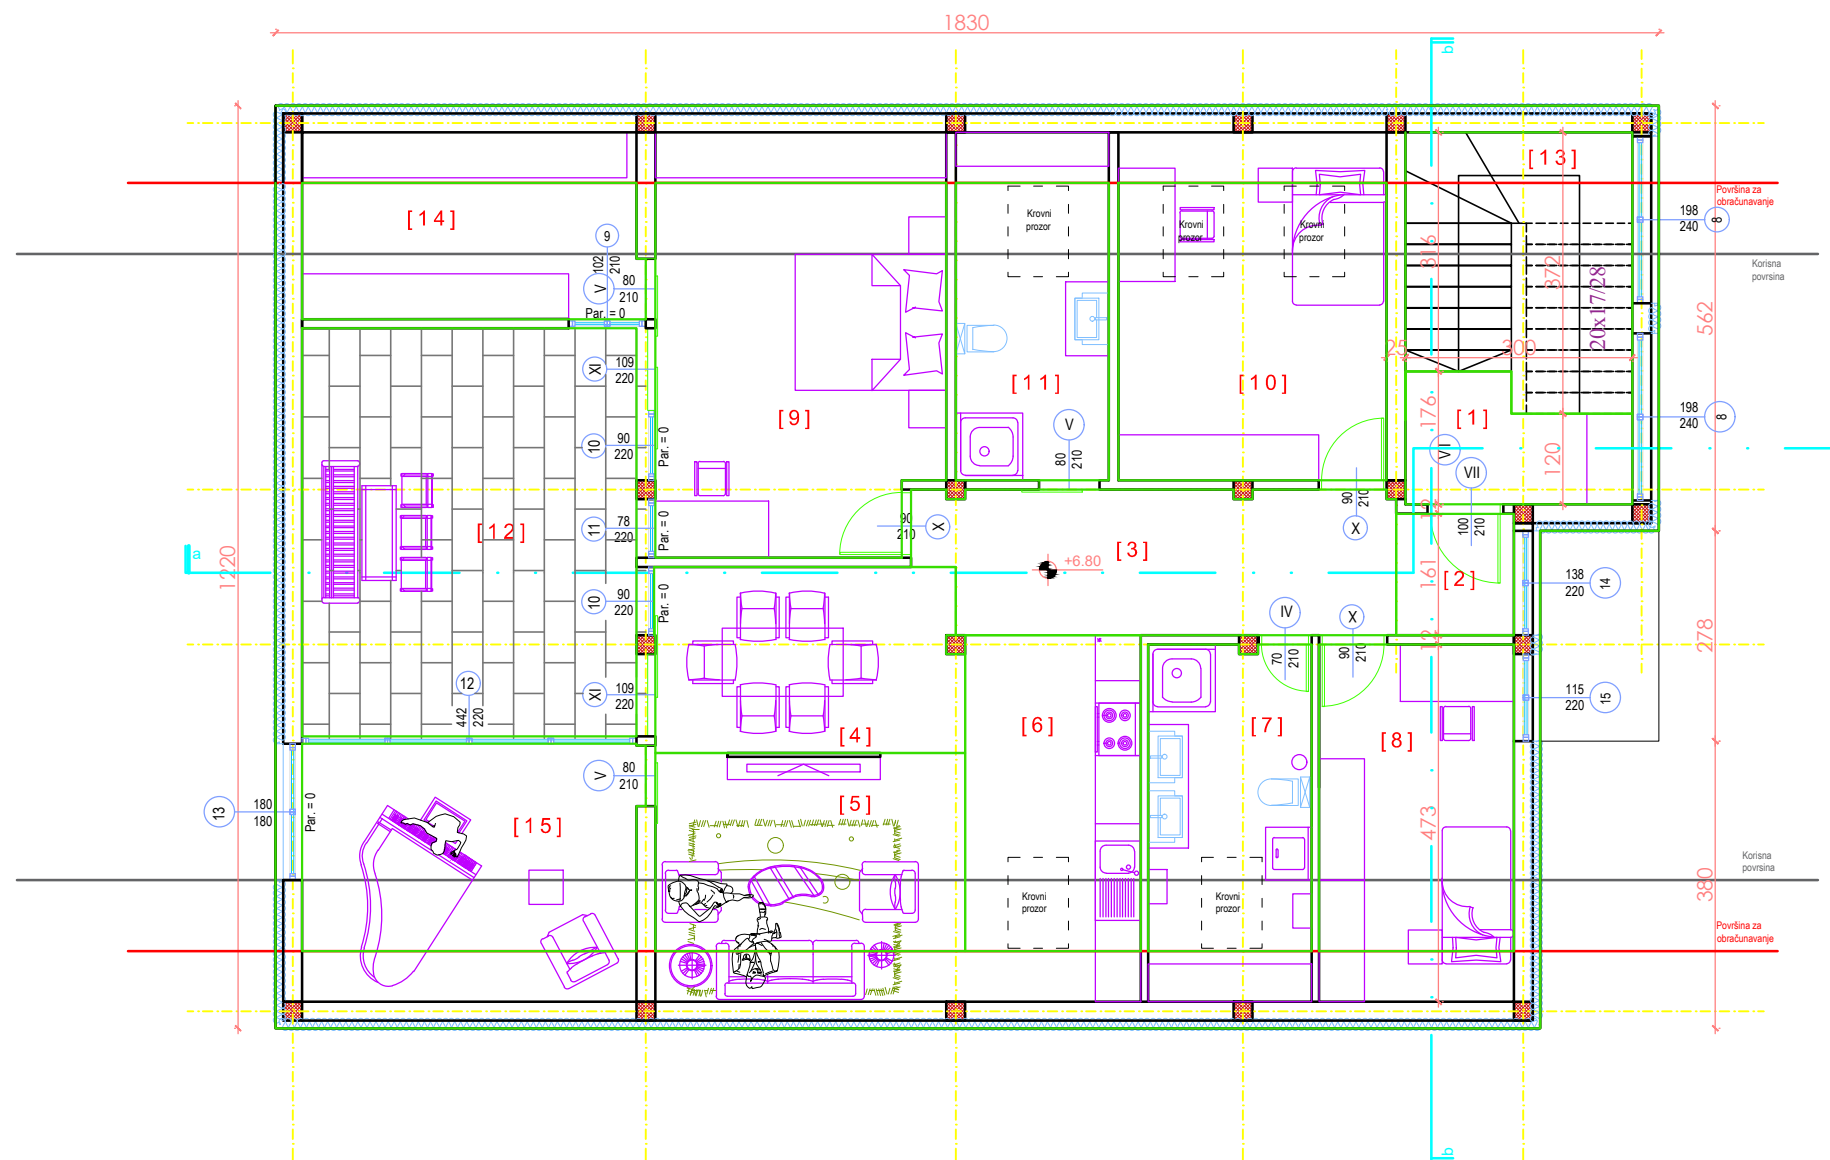 1830
b
[13]
Površina za
obračunavanje
198
240
8
[14]
9
102
210
V
80
210
Par. = 0
Krovni
prozor
Krovni
prozor
Krovni
prozor
316
372
20x17/28
Korisna
povrsina
562
25
300
XI
109
220
[9]
[11]
[10]
176
[1]
198
240
8
10
90
220
Par. = 0
V
80
210
VI
VII
120
100
210
[12]
11
78
220
Par. = 0
90
210
X
90
210
X
a
1220
[3]
+6.80
161
[2]
138
220
14
10
90
220
Par. = 0
IV
70
210
X
90
210
12
278
12
442
220
XI
109
220
115
220
15
[4]
[6]
[7]
[8]
V
80
210
13
180
180
Par. = 0
[15]
[5]
473
380
Korisna
povrsina
Krovni
prozor
Krovni
prozor
Površina za
obračunavanje
b